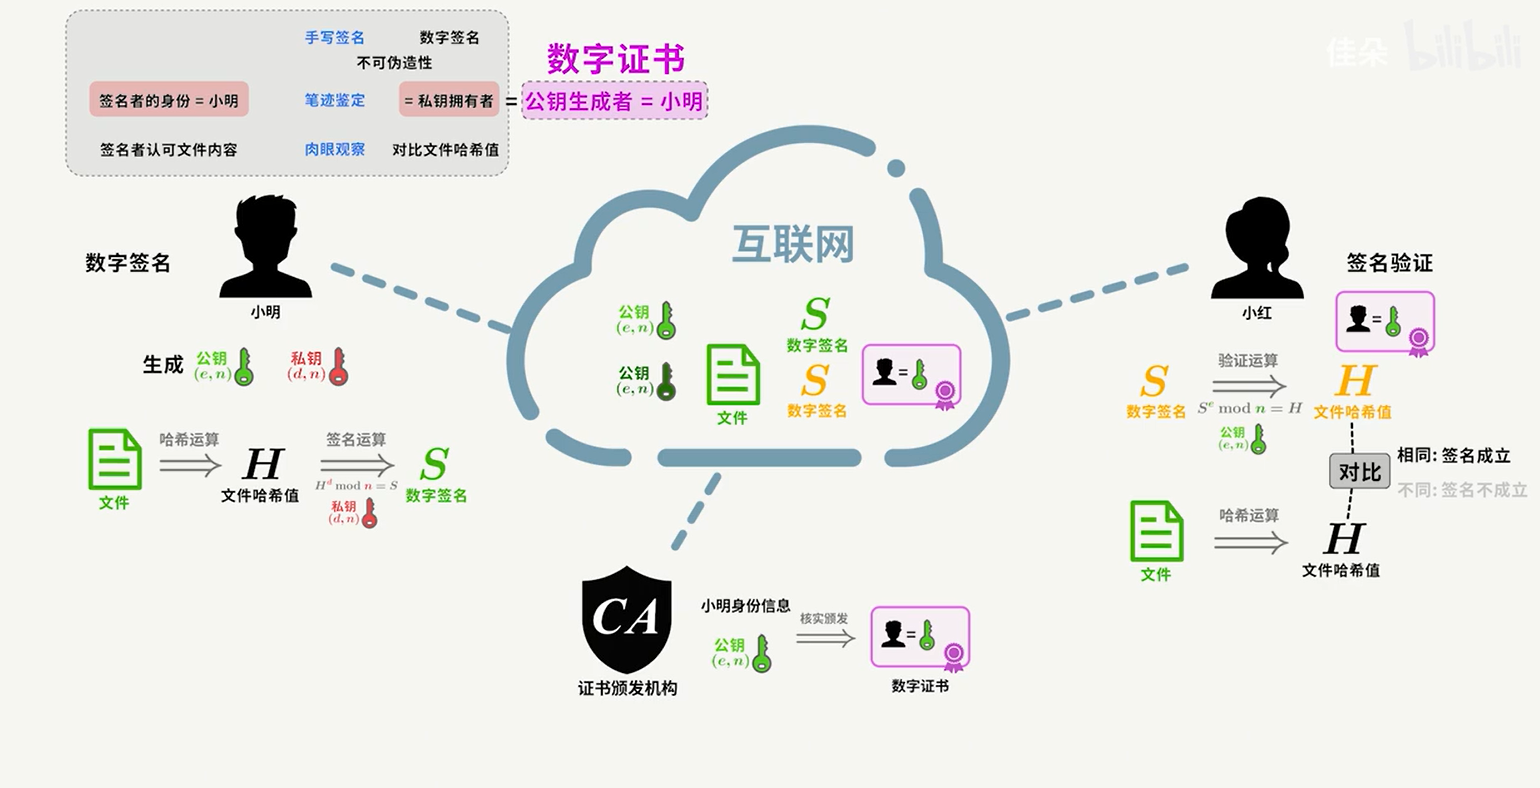 手写签名 数字签名
不可伪造性
签名者的身份 = 小明 笔迹鉴定 = 私钥拥有者
签名者认可文件内容 肉眼观察 对比文件哈希值
数字证书
= 公钥生成者 = 小明
佳朵 bilibili
互联网
公钥
(e, n)
公钥
(e, n)
文件
S
数字签名
S
数字签名
=
数字签名
小明
生成
公钥
(e, n)
私钥
(d, n)
文件
哈希运算
H
文件哈希值
签名运算
H^d mod n = S
私钥
(d, n)
S
数字签名
小红
签名验证
=
S
数字签名
验证运算
S^e mod n = H
公钥
(e, n)
H
文件哈希值
对比
相同: 签名成立
不同: 签名不成立
文件
哈希运算
H
文件哈希值
CA
证书颁发机构
小明身份信息
公钥
(e, n)
核实颁发
=
数字证书